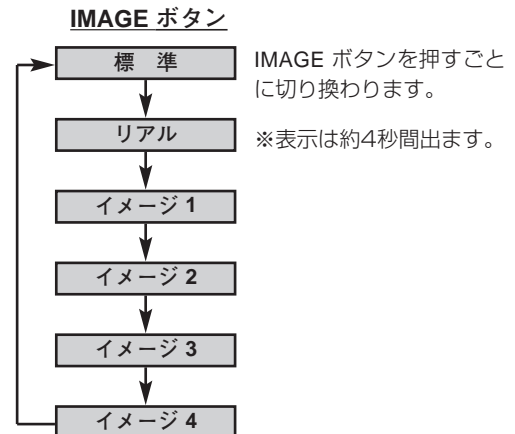 IMAGE ボタン
標 準
IMAGE ボタンを押すごと
に切り換わります。
リアル
※表示は約4秒間出ます。
イメージ 1
イメージ 2
イメージ 3
イメージ 4